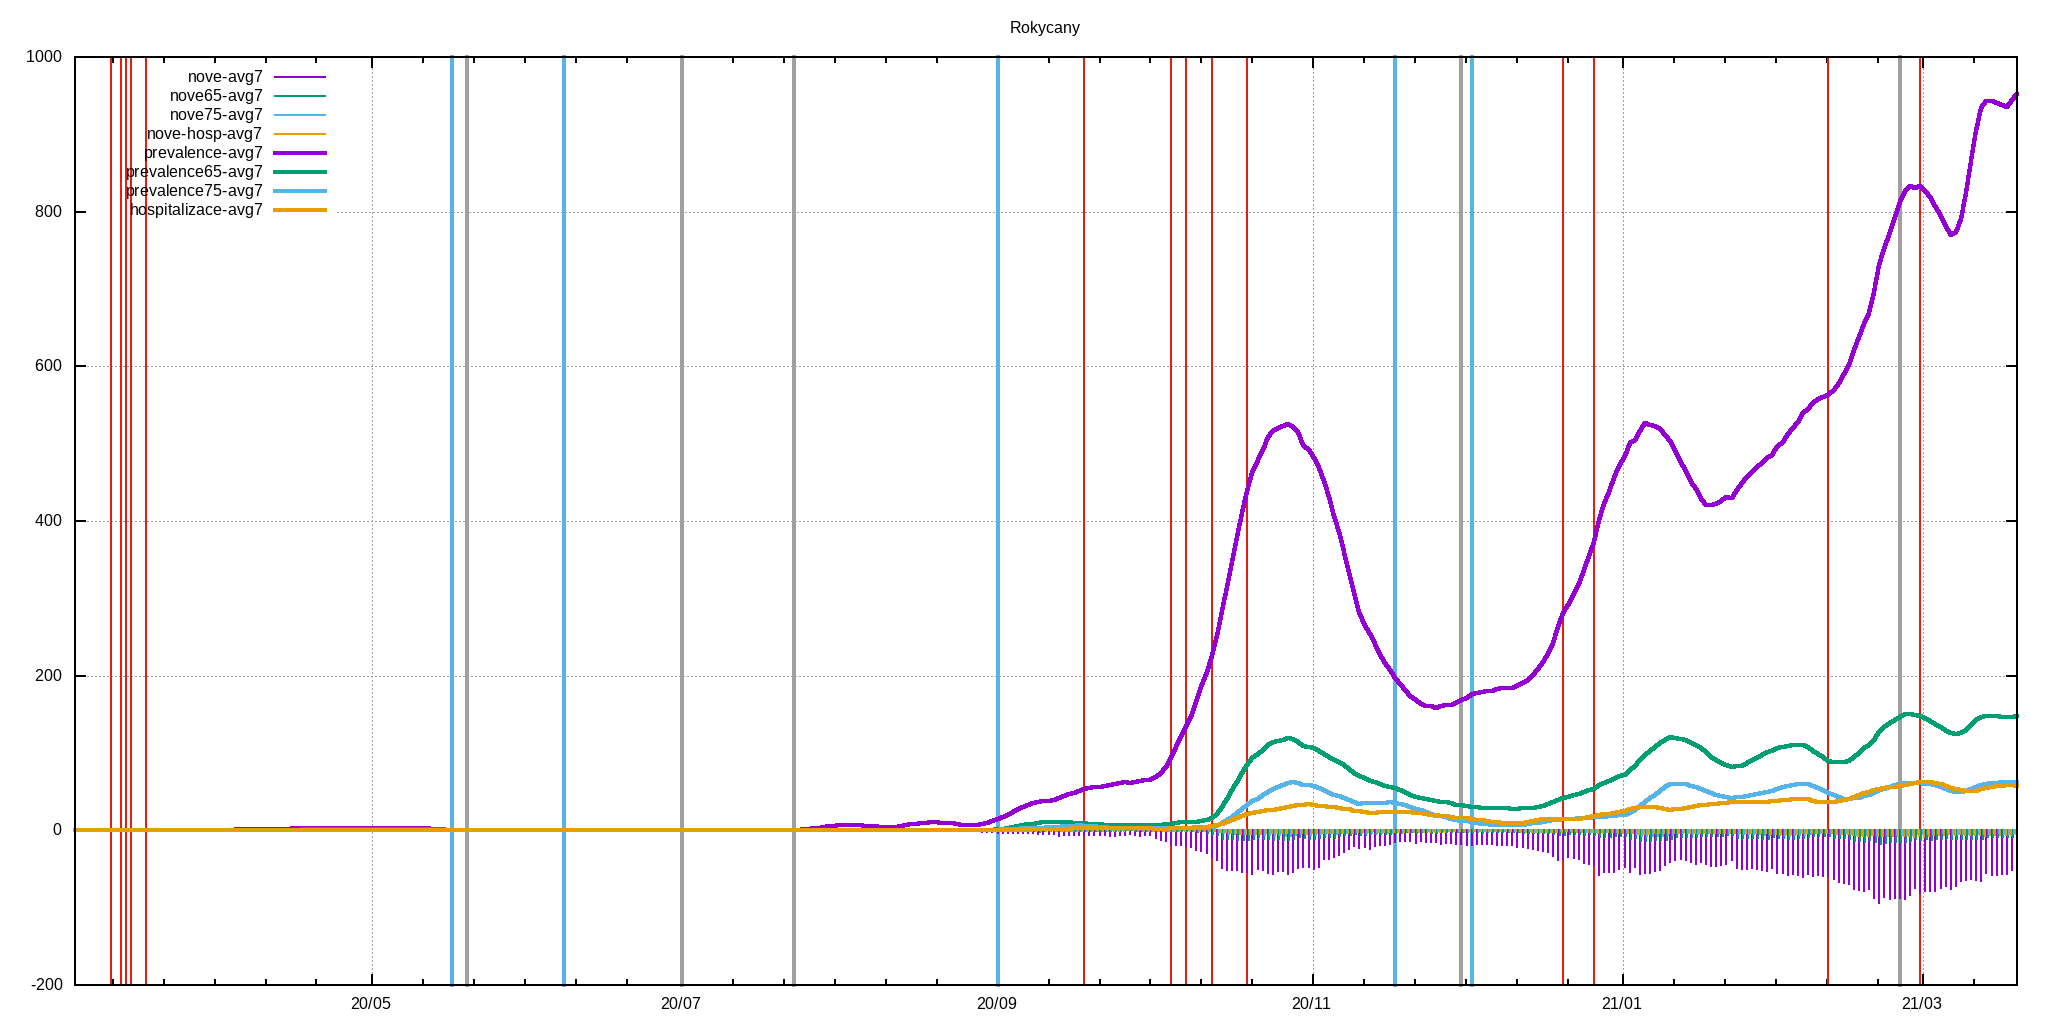 Rokycany
1000
800
600
400
200
0
-200
nove-avg7
nove65-avg7
nove75-avg7
nove-hosp-avg7
prevalence-avg7
prevalence65-avg7
prevalence75-avg7
hospitalizace-avg7
20/05
20/07
20/09
20/11
21/01
21/03